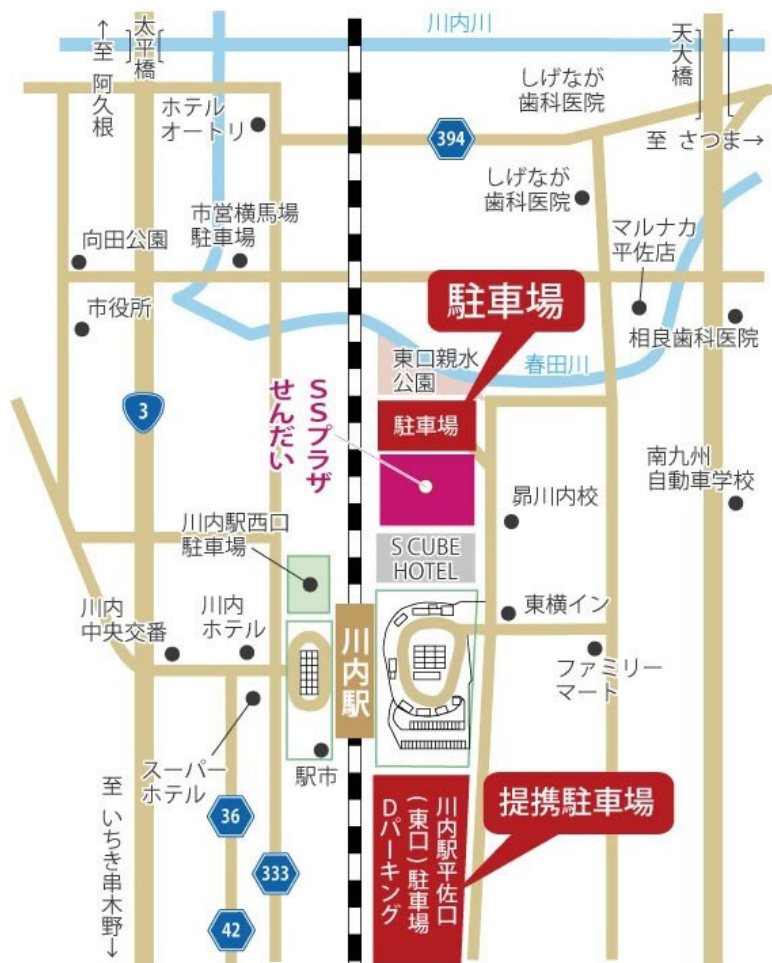 川内川
←至 阿久根
太平橋
天大橋
しげなが
歯科医院
ホテル
オートリ
394
至 さつま→
しげなが
歯科医院
市営横馬場
駐車場
向田公園
マルナカ
平佐店
駐車場
市役所
相良歯科医院
東口親水
公園
春田川
3
SSプラザ
せんだい
駐車場
南九州
自動車学校
昴川内校
川内駅西口
駐車場
S CUBE
HOTEL
川内
中央交番
川内
ホテル
川内駅
東横イン
ファミリー
マート
スーパー
ホテル
駅市
至 いちき串木野→
36
333
42
川内駅平佐口
(東口)駐車場
Dパーキング
提携駐車場